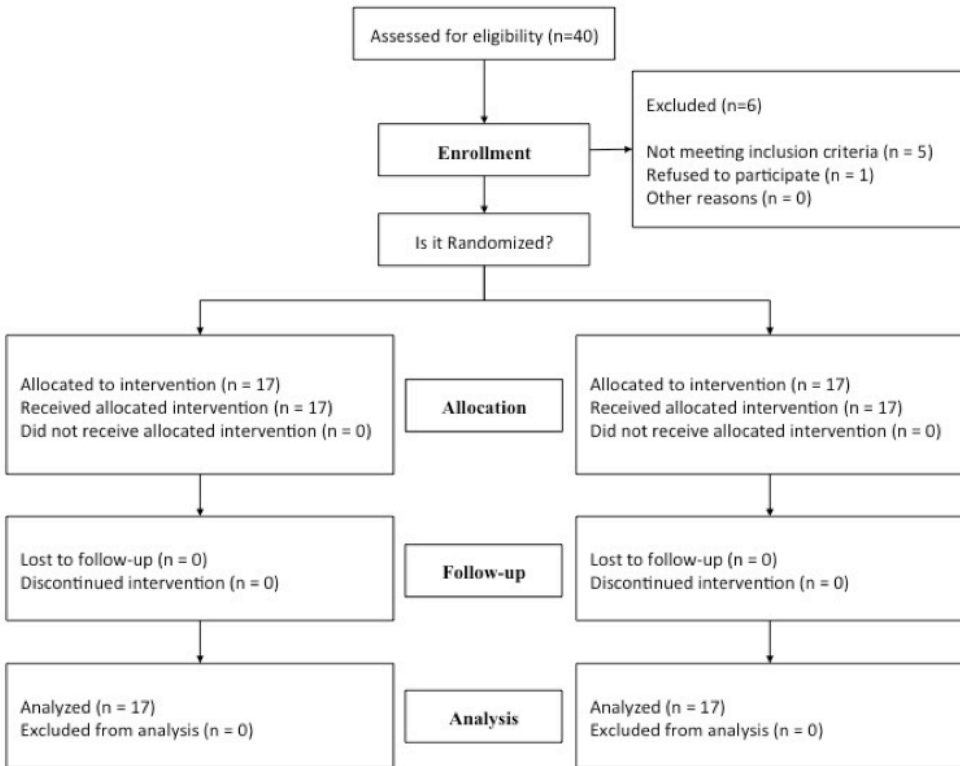 Assessed for eligibility (n=40)
Excluded (n=6)
Not meeting inclusion criteria (n = 5)
Refused to participate (n = 1)
Other reasons (n = 0)
Enrollment
Is it Randomized?
Allocated to intervention (n = 17)
Received allocated intervention (n = 17)
Did not receive allocated intervention (n = 0)
Allocation
Allocated to intervention (n = 17)
Received allocated intervention (n = 17)
Did not receive allocated intervention (n = 0)
Lost to follow-up (n = 0)
Discontinued intervention (n = 0)
Follow-up
Lost to follow-up (n = 0)
Discontinued intervention (n = 0)
Analyzed (n = 17)
Excluded from analysis (n = 0)
Analysis
Analyzed (n = 17)
Excluded from analysis (n = 0)